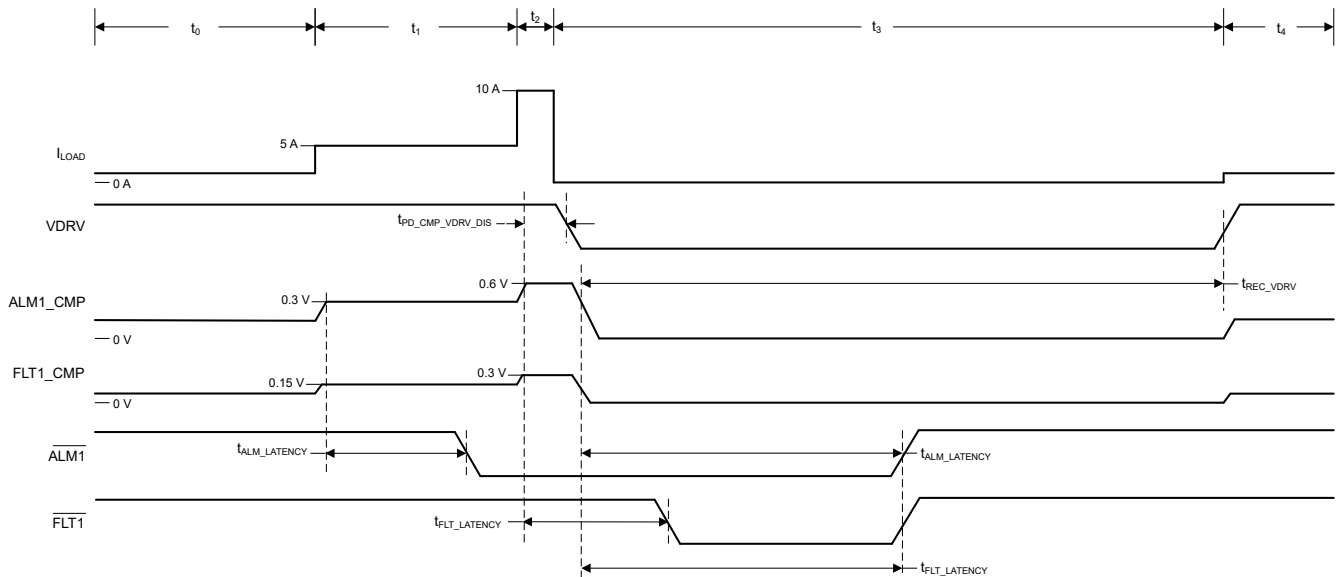 t0 t1 t2 t3 t4
10 A
5 A
ILOAD
0 A
VDRV
tPD_CMP_VDRV_DIS
0.6 V
tREC_VDRV
0.3 V
ALM1_CMP
0 V
FLT1_CMP
0.3 V
0.15 V
0 V
ALM1
tALM_LATENCY
tALM_LATENCY
FLT1
tFLT_LATENCY
tFLT_LATENCY